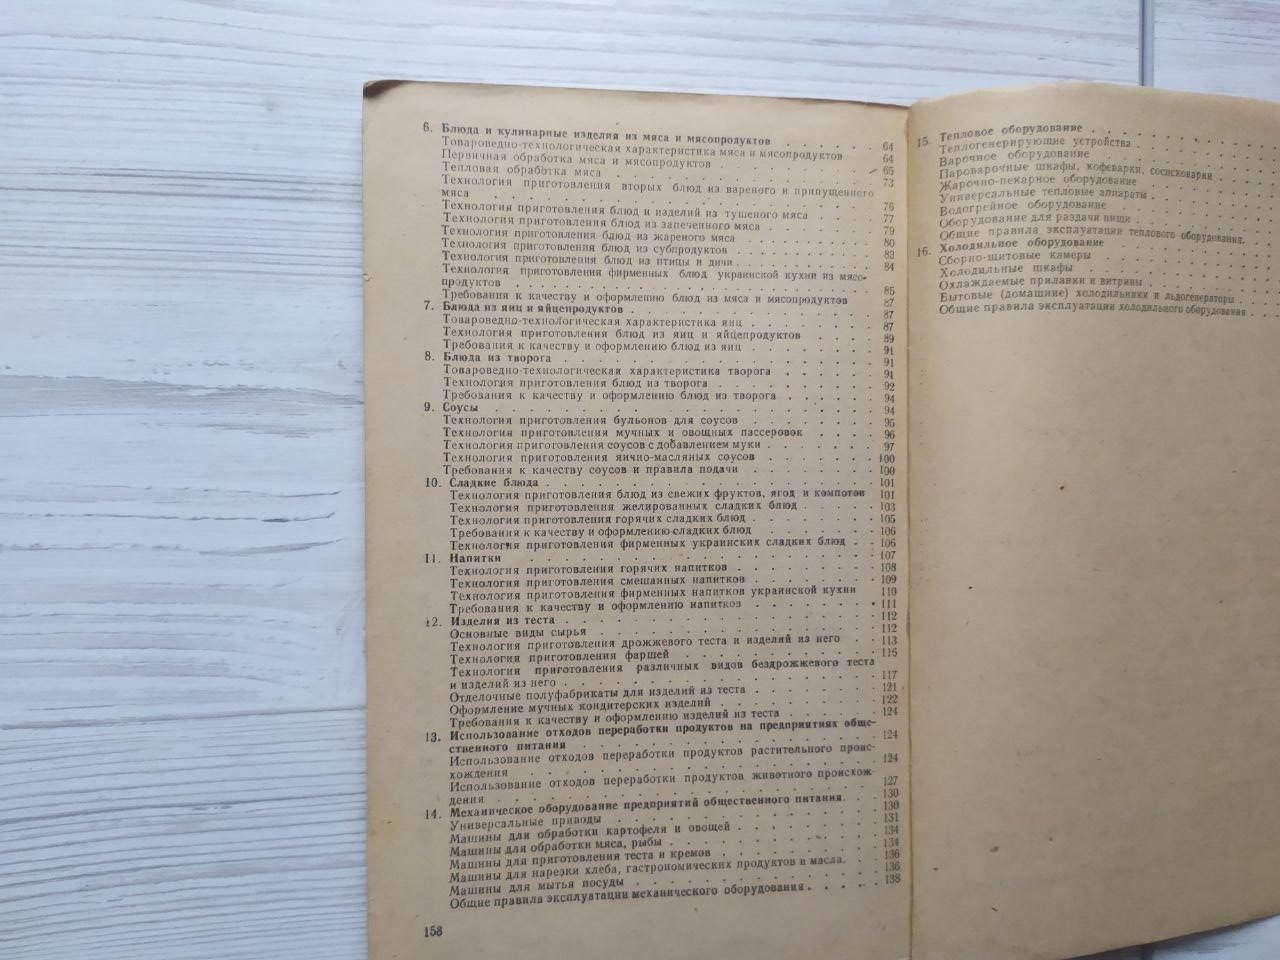 6. Блюда и кулинарные изделия из мяса и мясопродуктов . . . . . . 64
Товароведно-технологическая характеристика мяса и мясопродуктов 64
Первичная обработка мяса и мясопродуктов . . . . . . . . 65
Тепловая обработка мяса . . . . . . . . . . . . . . . 73
Технология приготовления вторых блюд из вареного и припущенного
мяса . . . . . . . . . . . . . . . . . . . . . . 76
Технология приготовления блюд и изделий из тушеного мяса . . . . 77
Технология приготовления блюд из запеченного мяса . . . . . . . 79
Технология приготовления блюд из жареного мяса . . . . . . . . 80
Технология приготовления блюд из субпродуктов . . . . . . . . 83
Технология приготовления блюд из птицы и дичи . . . . . . . . 84
Технология приготовления фирменных блюд украинской кухни из мясо-
продуктов . . . . . . . . . . . . . . . . . . . . 85
Требования к качеству и оформлению блюд из мяса и мясопродуктов 87
7. Блюда из яиц и яйцепродуктов . . . . . . . . . . . . . 87
Товароведно-технологическая характеристика яиц . . . . . . . . 87
Технология приготовления блюд из яиц и яйцепродуктов . . . . 89
Требования к качеству и оформлению блюд из яиц . . . . . . . . 91
8. Блюда из творога . . . . . . . . . . . . . . . . . . 91
Товароведно-технологическая характеристика творога . . . . . . 91
Технология приготовления блюд из творога . . . . . . . . . . 92
Требования к качеству и оформлению блюд из творога . . . . . . 94
9. Соусы . . . . . . . . . . . . . . . . . . . . . . 94
Технология приготовления бульонов для соусов . . . . . . . . 95
Технология приготовления мучных и овощных пассеровок . . . . 96
Технология приготовления соусов с добавлением муки . . . . . . . 97
Технология приготовления яично-масляных соусов . . . . . . . 100
Требования к качеству соусов и правила подачи . . . . . . . . 100
10. Сладкие блюда . . . . . . . . . . . . . . . . . . . 101
Технология приготовления блюд из свежих фруктов, ягод и компотов 101
Технология приготовления желированных сладких блюд . . . . . 103
Технология приготовления горячих сладких блюд . . . . . . . . 105
Требования к качеству и оформлению сладких блюд . . . . . . . 106
Технология приготовления фирменных украинских сладких блюд . . 106
11. Напитки . . . . . . . . . . . . . . . . . . . . 107
Технология приготовления горячих напитков . . . . . . . . . 108
Технология приготовления смешанных напитков . . . . . . . . 109
Технология приготовления фирменных напитков украинской кухни 110
Требования к качеству и оформлению напитков . . . . . . . . 111
12. Изделия из теста . . . . . . . . . . . . . . . . . . 112
Основные виды сырья . . . . . . . . . . . . . . . . 112
Технология приготовления дрожжевого теста и изделий из него . . 113
Технология приготовления фаршей . . . . . . . . . . . . 115
Технология приготовления различных видов бездрожжевого теста
и изделий из него . . . . . . . . . . . . . . . . . . 117
Отделочные полуфабрикаты для изделий из теста . . . . . . . . 121
Оформление мучных кондитерских изделий . . . . . . . . . . 122
Требования к качеству и оформлению изделий из теста . . . . . . 124
13. Использование отходов переработки продуктов на предприятиях обще-
ственного питания . . . . . . . . . . . . . . . . . . 124
Использование отходов переработки продуктов растительного проис-
хождения . . . . . . . . . . . . . . . . . . . . . 124
Использование отходов переработки продуктов животного происхож-
дения . . . . . . . . . . . . . . . . . . . . . . 127
14. Механическое оборудование предприятий общественного питания . . . 130
Универсальные приводы . . . . . . . . . . . . . . . . 130
Машины для обработки картофеля и овощей . . . . . . . . . 131
Машины для обработки мяса, рыбы . . . . . . . . . . . . . 134
Машины для приготовления теста и кремов . . . . . . . . . . 134
Машины для нарезки хлеба, гастрономических продуктов и масла . . . 136
Машины для мытья посуды . . . . . . . . . . . . . . . 136
Общие правила эксплуатации механического оборудования . . . . . . 138
158
15. Тепловое оборудование . . . . . . . . . .
Теплогенерирующие устройства . . . . . . . .
Варочное оборудование . . . . . . . . . .
Пароварочные шкафы, кофеварки, сосисковарки . . . .
Жарочно-пекарное оборудование . . . . . . . .
Универсальные тепловые аппараты . . . . . . .
Водогрейное оборудование . . . . . . . . .
Оборудование для раздачи пищи . . . . . . . .
Общие правила эксплуатации теплового оборудования . . .
16. Холодильное оборудование . . . . . . . . .
Сборно-щитовые камеры . . . . . . . . . .
Холодильные шкафы . . . . . . . . . . .
Охлаждаемые прилавки и витрины . . . . . . .
Бытовые (домашние) холодильники и льдогенераторы . . . .
Общие правила эксплуатации холодильного оборудования . . .